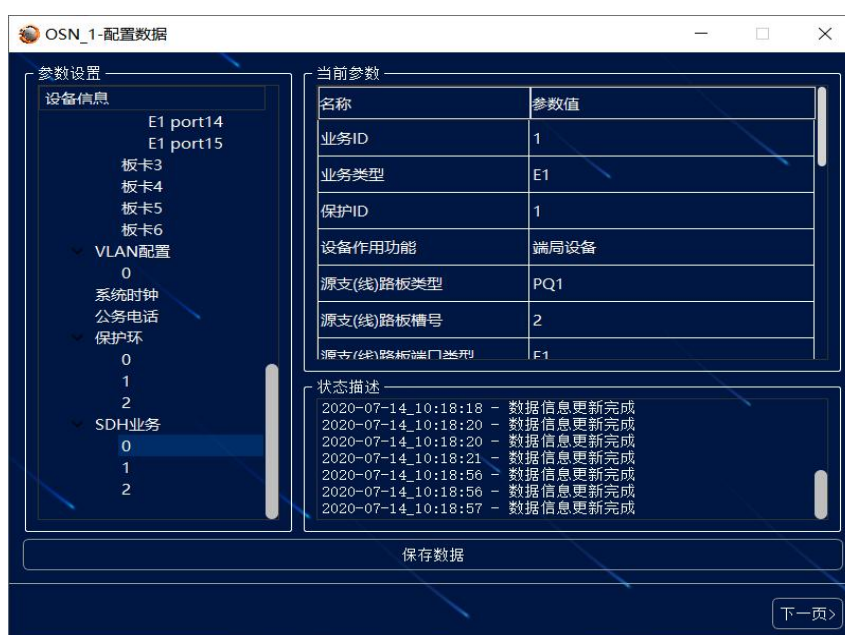 OSN_1-配置数据
参数设置
设备信息
E1 port14
E1 port15
板卡3
板卡4
板卡5
板卡6
VLAN配置
0
系统时钟
公务电话
保护环
0
1
2
SDH业务
0
1
2
当前参数
名称 参数值
业务ID 1
业务类型 E1
保护ID 1
设备作用功能 端局设备
源支(线)路板类型 PQ1
源支(线)路板槽号 2
源支(线)路板端口类型 E1
状态描述
2020-07-14_10:18:18 - 数据信息更新完成
2020-07-14_10:18:20 - 数据信息更新完成
2020-07-14_10:18:20 - 数据信息更新完成
2020-07-14_10:18:21 - 数据信息更新完成
2020-07-14_10:18:56 - 数据信息更新完成
2020-07-14_10:18:56 - 数据信息更新完成
2020-07-14_10:18:57 - 数据信息更新完成
保存数据
下一页>